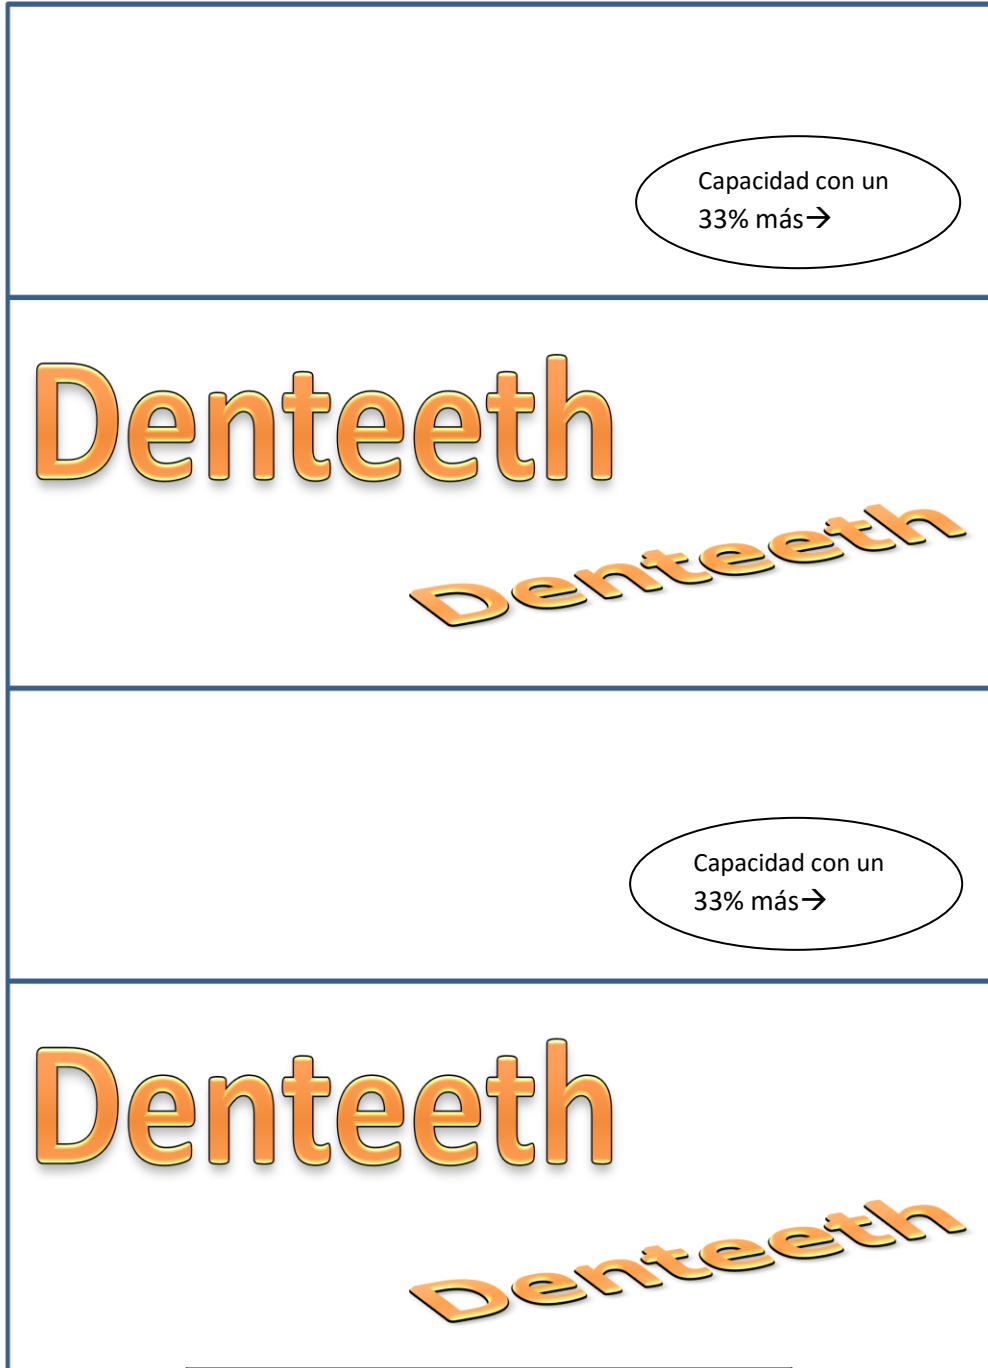 Capacidad con un
33% más→
Denteeth
Denteeth
Capacidad con un
33% más→
Denteeth
Denteeth